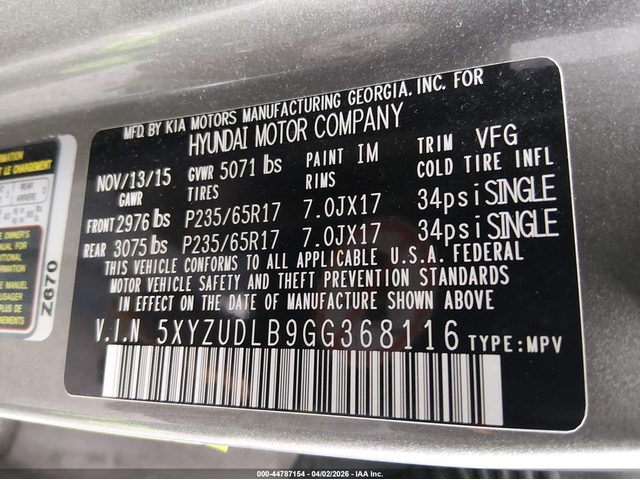 MFD. BY KIA MOTORS MANUFACTURING GEORGIA. INC. FOR
HYUNDAI MOTOR COMPANY
NOV/13/15 GVWR 5071 lbs PAINT IM TRIM VFG
GAWR TIRES RIMS COLD TIRE INFL
FRONT 2976 lbs P235/65R17 7.0JX17 34psi SINGLE
REAR 3075 lbs P235/65R17 7.0JX17 34psi SINGLE
THIS VEHICLE CONFORMS TO ALL APPLICABLE U.S.A. FEDERAL
MOTOR VEHICLE SAFETY AND THEFT PREVENTION STANDARDS
IN EFFECT ON THE DATE OF MANUFACTURE SHOWN ABOVE.
V.I.N 5XYZUDLB9GG368116 TYPE:MPV
Z670
000-44787154 - 04/02/2026 - IAA Inc.